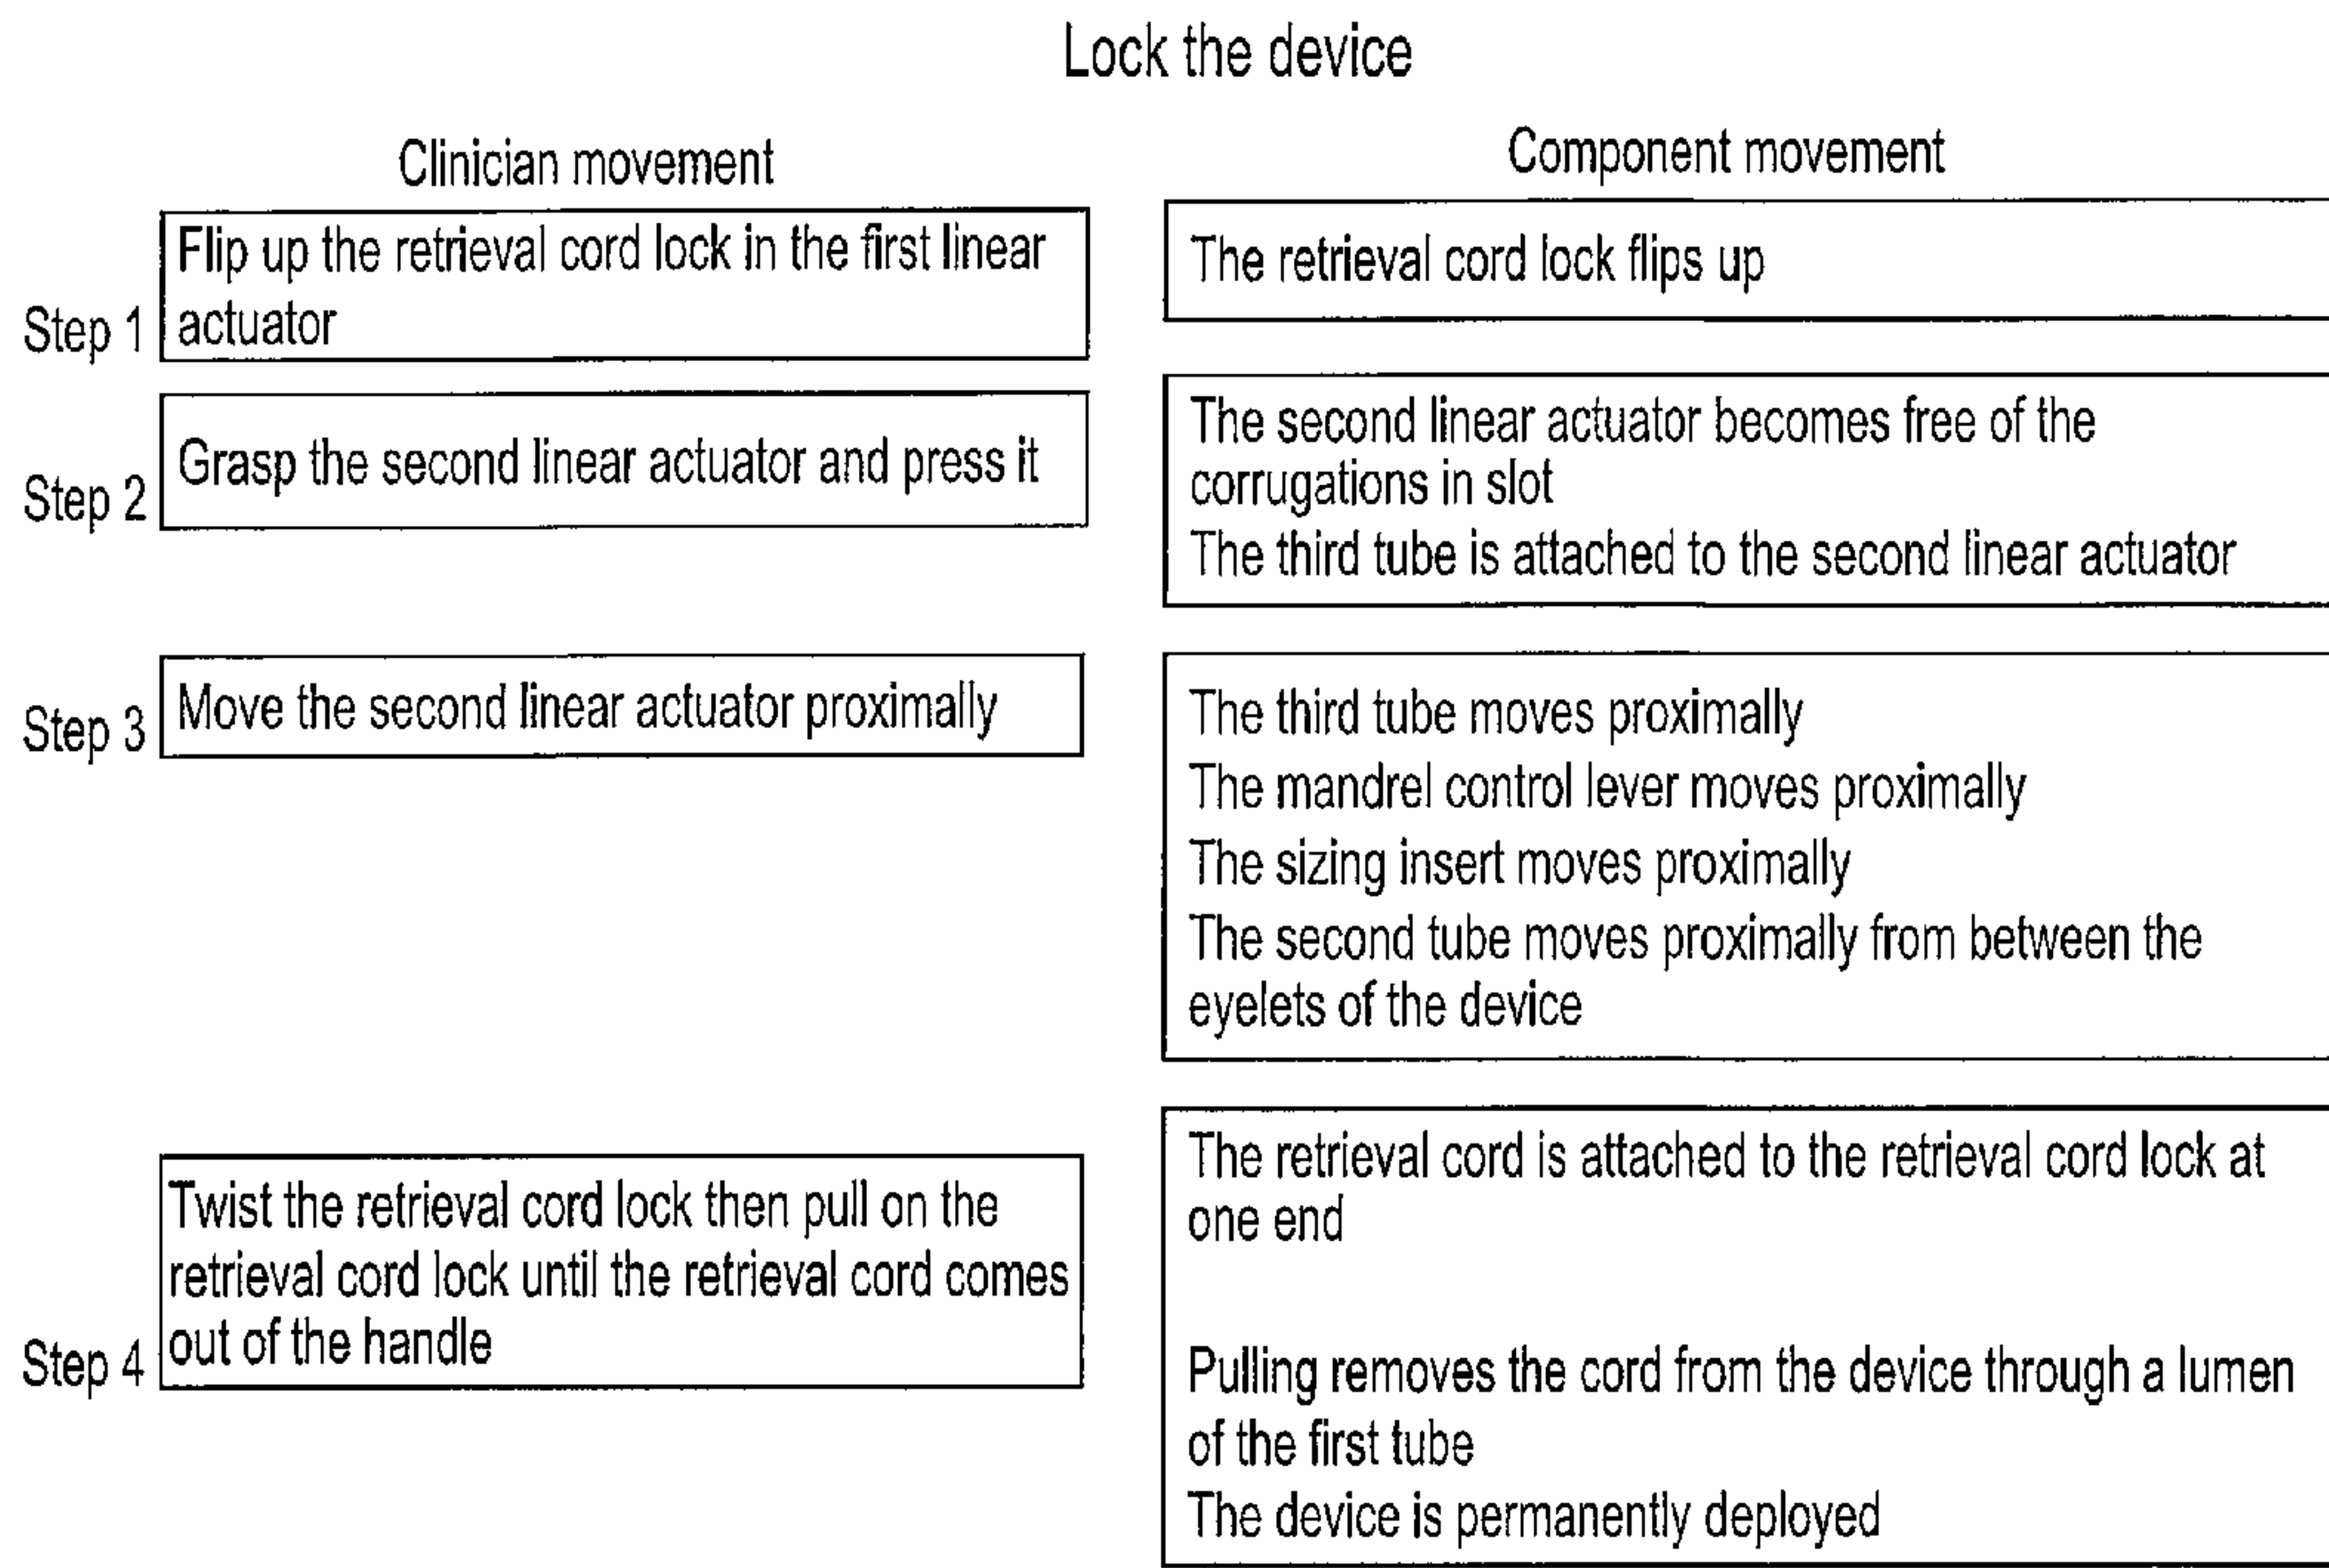 Lock the device
Clinician movement
Component movement
Step 1
Flip up the retrieval cord lock in the first linear
actuator
The retrieval cord lock flips up
Step 2
Grasp the second linear actuator and press it
The second linear actuator becomes free of the
corrugations in slot
The third tube is attached to the second linear actuator
Step 3
Move the second linear actuator proximally
The third tube moves proximally
The mandrel control lever moves proximally
The sizing insert moves proximally
The second tube moves proximally from between the
eyelets of the device
Step 4
Twist the retrieval cord lock then pull on the
retrieval cord lock until the retrieval cord comes
out of the handle
The retrieval cord is attached to the retrieval cord lock at
one end
Pulling removes the cord from the device through a lumen
of the first tube
The device is permanently deployed